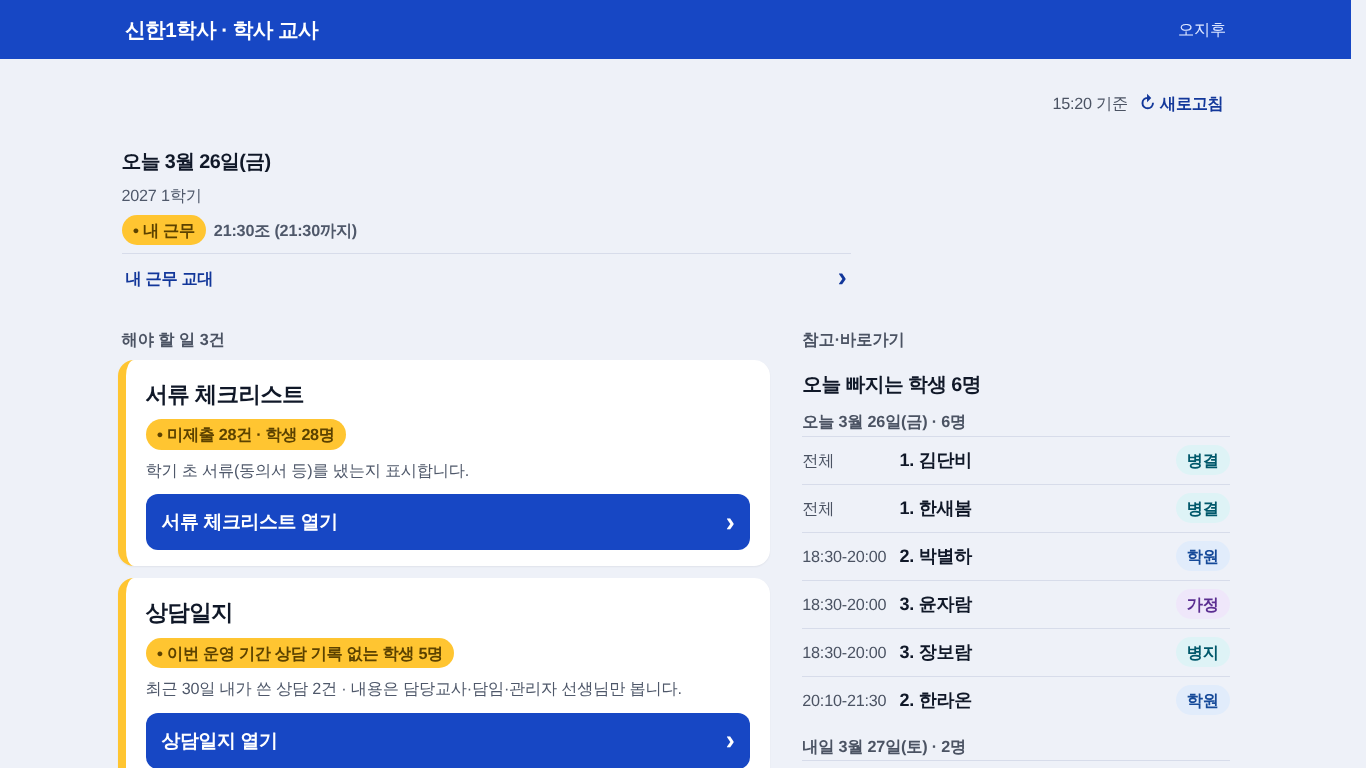 신한1학사 · 학사 교사
오지후
15:20 기준 ↻ 새로고침
오늘 3월 26일(금)
2027 1학기
• 내 근무 21:30조 (21:30까지)
내 근무 교대 ›
해야 할 일 3건
서류 체크리스트
• 미제출 28건 · 학생 28명
학기 초 서류(동의서 등)를 냈는지 표시합니다.
서류 체크리스트 열기 ›
상담일지
• 이번 운영 기간 상담 기록 없는 학생 5명
최근 30일 내가 쓴 상담 2건 · 내용은 담당교사·담임·관리자 선생님만 봅니다.
상담일지 열기 ›
참고·바로가기
오늘 빠지는 학생 6명
오늘 3월 26일(금) · 6명
전체 1. 김단비 병결
전체 1. 한새봄 병결
18:30-20:00 2. 박별하 학원
18:30-20:00 3. 윤자람 가정
18:30-20:00 3. 장보람 병지
20:10-21:30 2. 한라온 학원
내일 3월 27일(토) · 2명